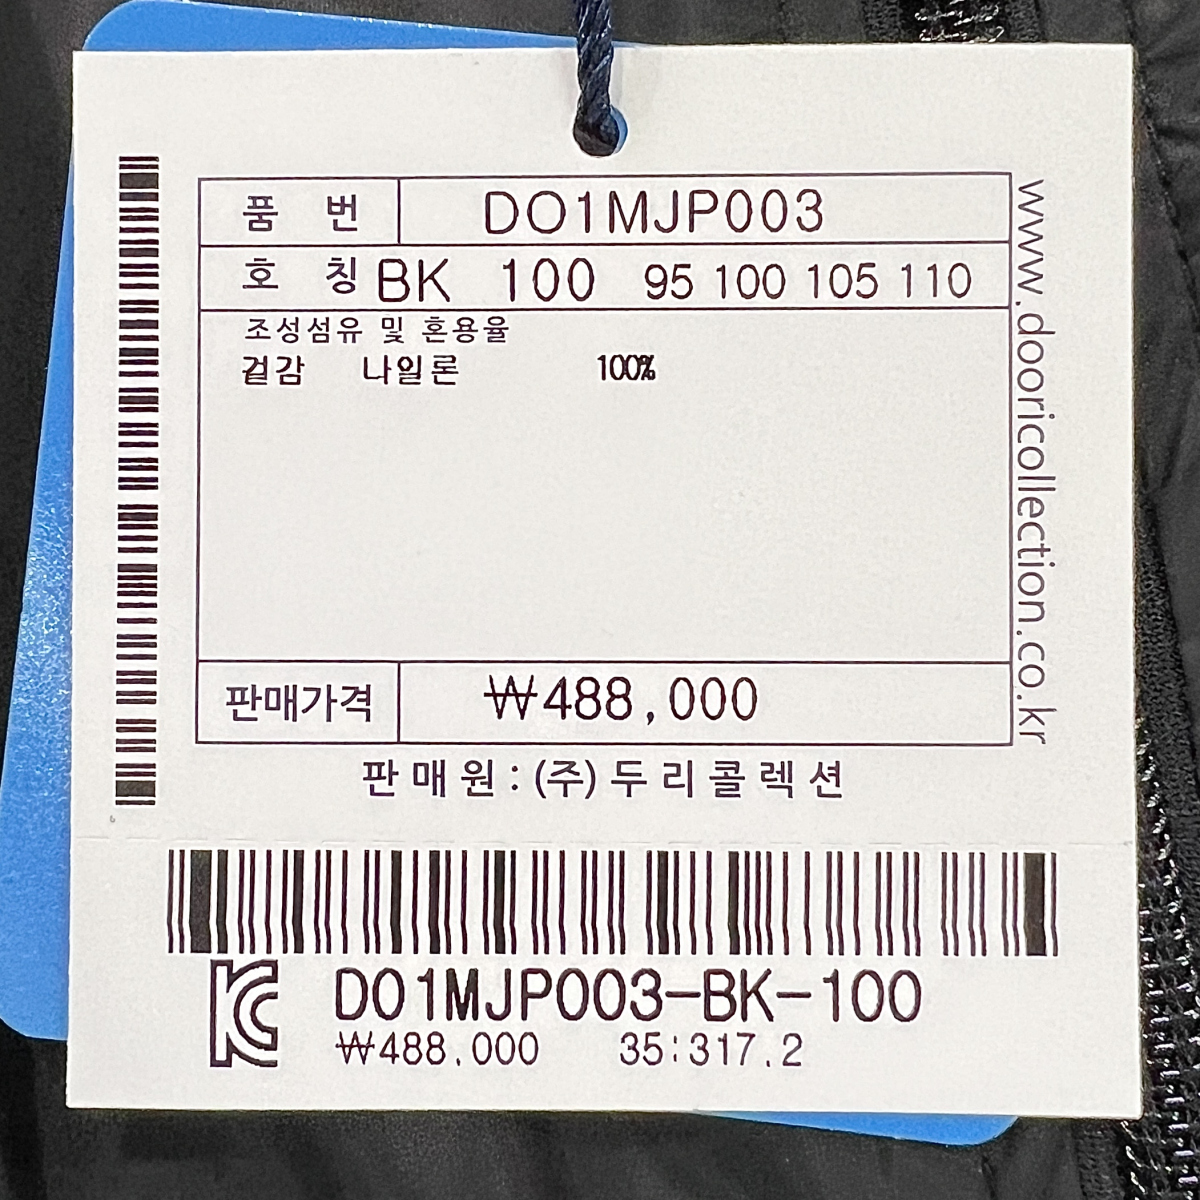 품 번 DO1MJP003
호 칭 BK 100 95 100 105 110
조성섬유 및 혼용율
겉감 나일론 100%
판매가격 ₩488,000
판매원 : (주) 두리콜렉션
www.dooricollection.co.kr
DO1MJP003-BK-100
₩488,000 35:317.2